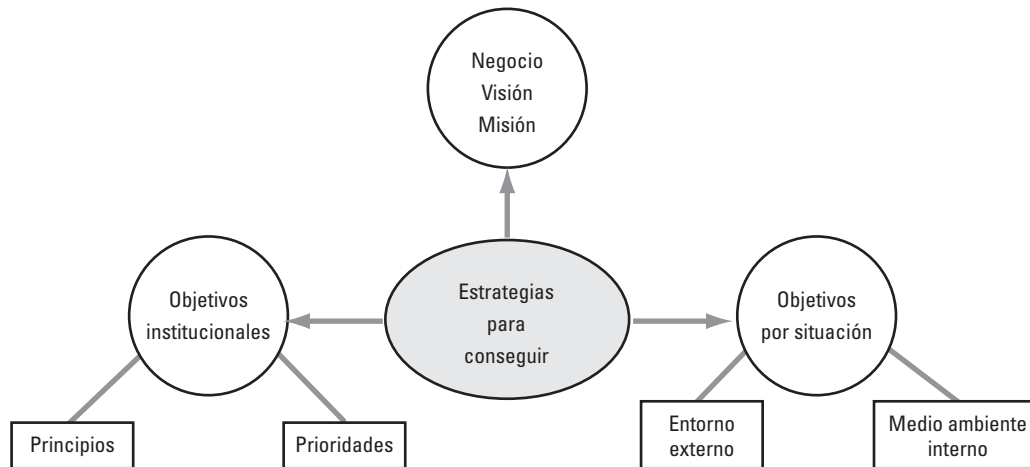 Negocio
Visión
Misión
Objetivos
institucionales
Estrategias
para
conseguir
Objetivos
por situación
Principios
Prioridades
Entorno
externo
Medio ambiente
interno